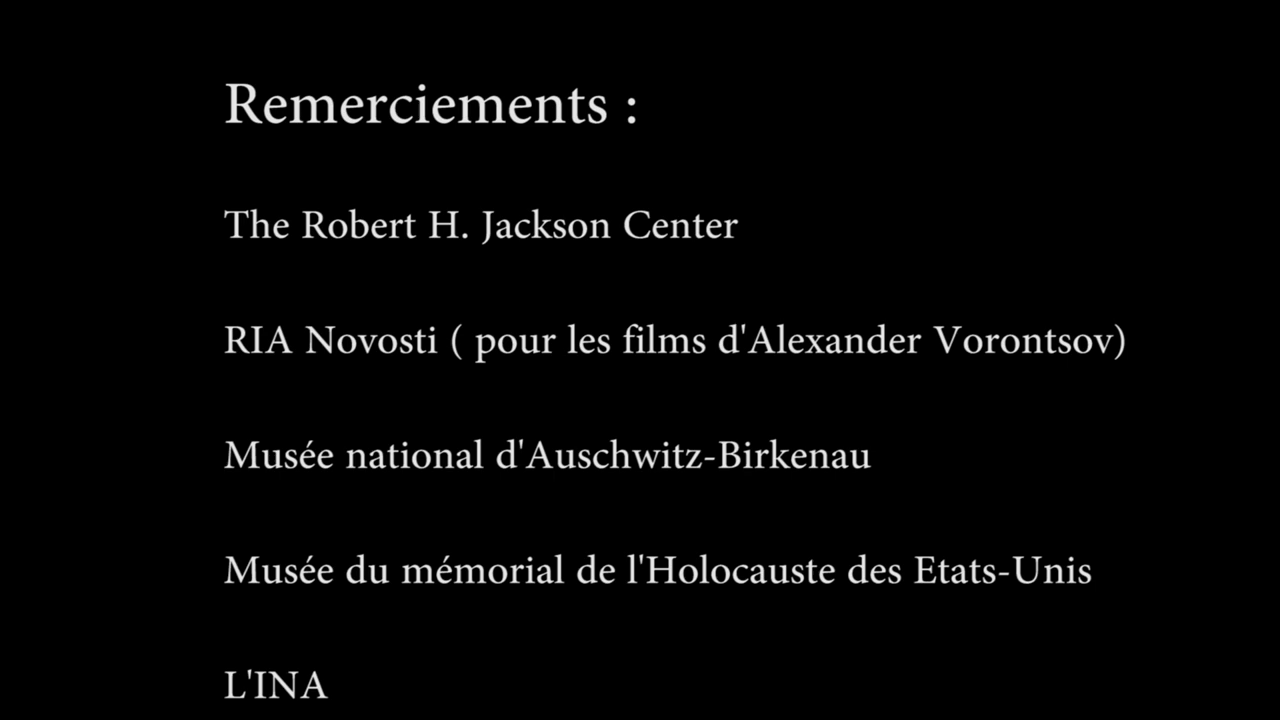 Remerciements :
The Robert H. Jackson Center
RIA Novosti ( pour les films d'Alexander Vorontsov)
Musée national d'Auschwitz-Birkenau
Musée du mémorial de l'Holocauste des Etats-Unis
L'INA